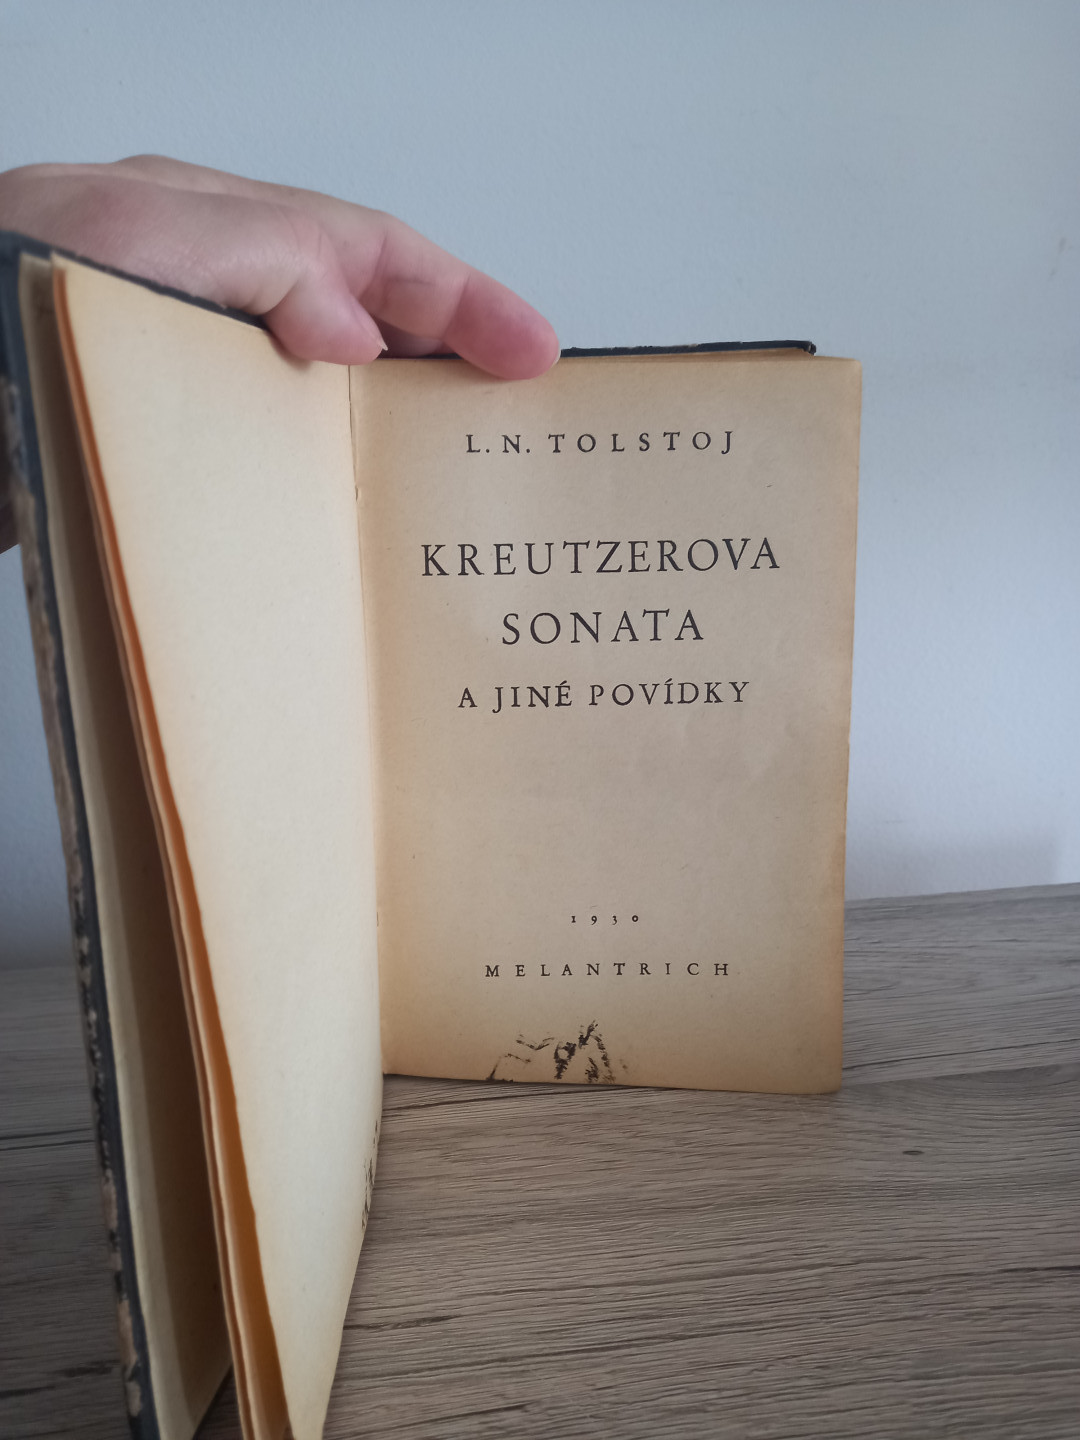 L. N. TOLSTOJ
KREUTZEROVA
SONATA
A JINÉ POVÍDKY
1930
MELANTRICH